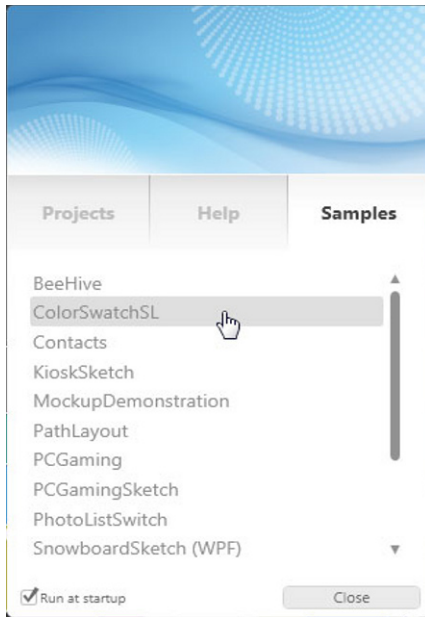 Projects Help Samples
BeeHive
ColorSwatchSL
Contacts
KioskSketch
MockupDemonstration
PathLayout
PCGaming
PCGamingSketch
PhotoListSwitch
SnowboardSketch (WPF)
Run at startup Close